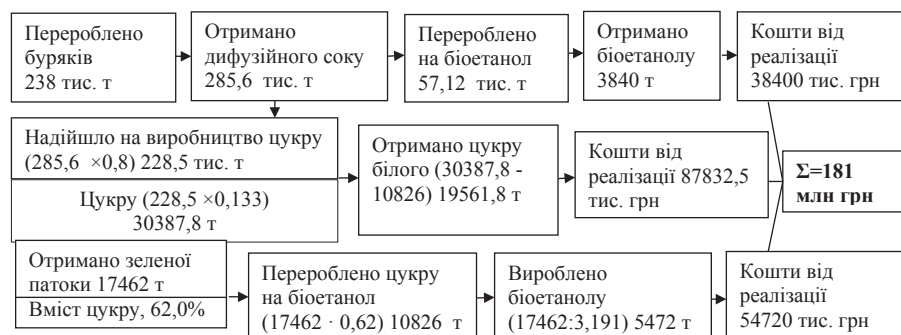 Перероблено
буряків
238 тис. т
Отримано
дифузійного соку
285,6  тис. т
Перероблено
на біоетанол
57,12  тис. т
Отримано
біоетанолу
3840 т
Кошти від
реалізації
38400 тис. грн
Надійшло на виробництво цукру
(285,6  ×0,8) 228,5 тис. т
Цукру (228,5 ×0,133)
30387,8 т
Отримано цукру
білого (30387,8 -
10826) 19561,8 т
Кошти від
реалізації 87832,5
тис. грн
Σ=181
млн грн
Отримано зеленої
патоки 17462 т
Вміст цукру, 62,0%
Перероблено цукру
на біоетанол
(17462 · 0,62) 10826  т
Вироблено
біоетанолу
(17462:3,191) 5472 т
Кошти від
реалізації
54720 тис. грн